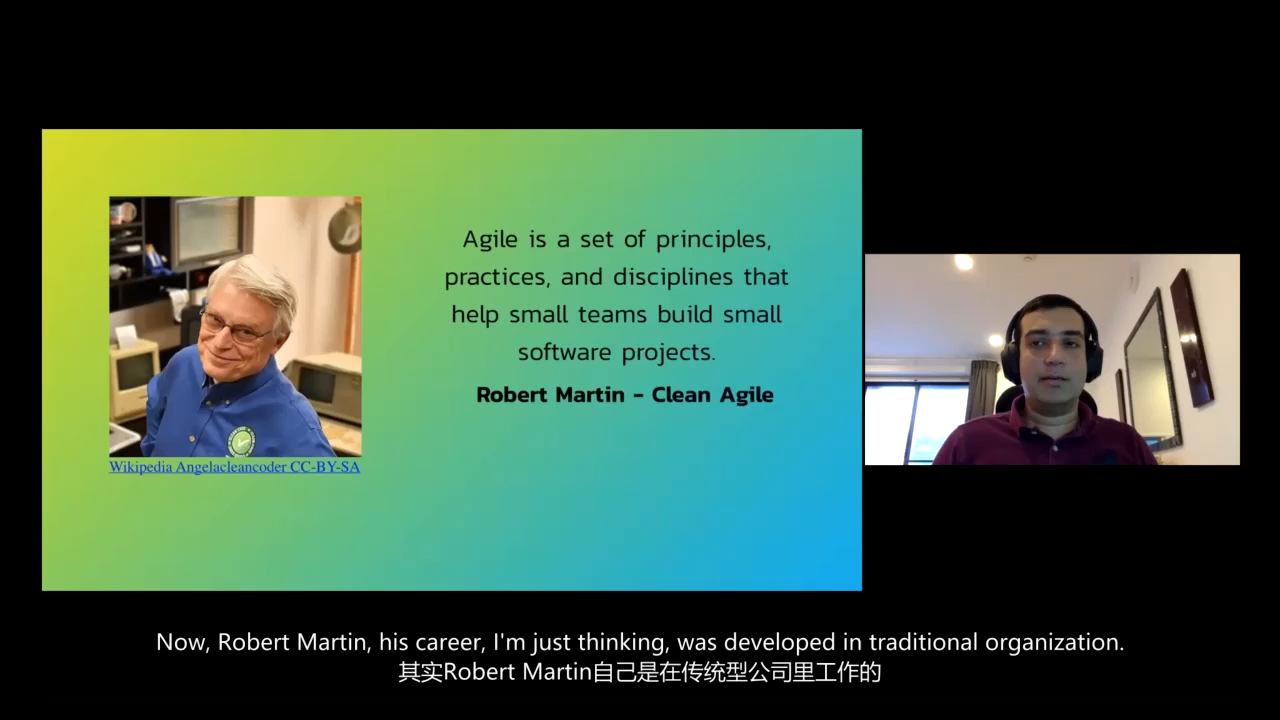 Agile is a set of principles,
practices, and disciplines that
help small teams build small
software projects.
Robert Martin - Clean Agile
Wikipedia Angelacleancoder CC-BY-SA
Now, Robert Martin, his career, I'm just thinking, was developed in traditional organization.
其实Robert Martin自己是在传统型公司里工作的